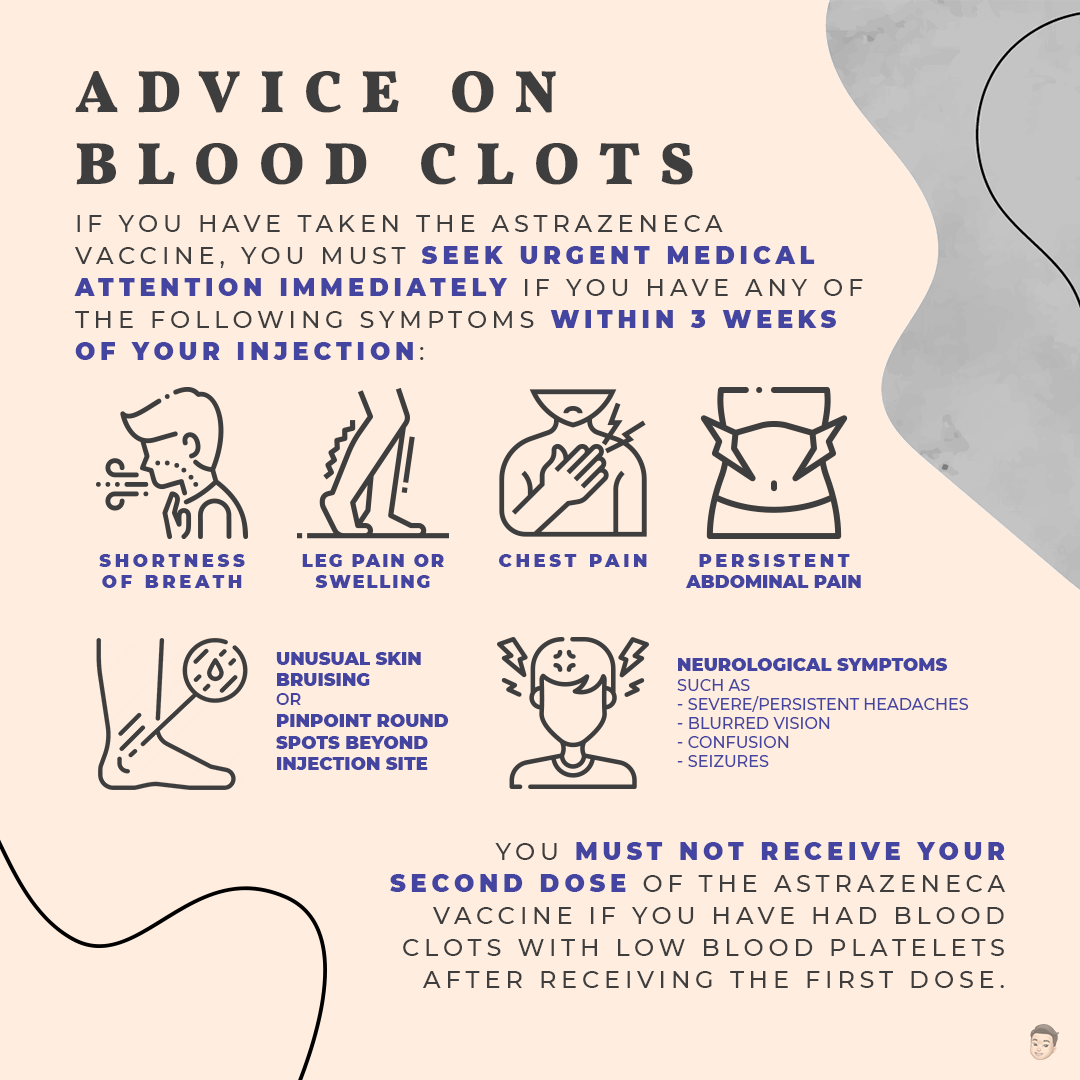 ADVICE ON
BLOOD CLOTS
IF YOU HAVE TAKEN THE ASTRAZENECA
VACCINE, YOU MUST SEEK URGENT MEDICAL
ATTENTION IMMEDIATELY IF YOU HAVE ANY OF
THE FOLLOWING SYMPTOMS WITHIN 3 WEEKS
OF YOUR INJECTION:
SHORTNESS
OF BREATH
LEG PAIN OR
SWELLING
CHEST PAIN
PERSISTENT
ABDOMINAL PAIN
UNUSUAL SKIN
BRUISING
OR
PINPOINT ROUND
SPOTS BEYOND
INJECTION SITE
NEUROLOGICAL SYMPTOMS
SUCH AS
- SEVERE/PERSISTENT HEADACHES
- BLURRED VISION
- CONFUSION
- SEIZURES
YOU MUST NOT RECEIVE YOUR
SECOND DOSE OF THE ASTRAZENECA
VACCINE IF YOU HAVE HAD BLOOD
CLOTS WITH LOW BLOOD PLATELETS
AFTER RECEIVING THE FIRST DOSE.